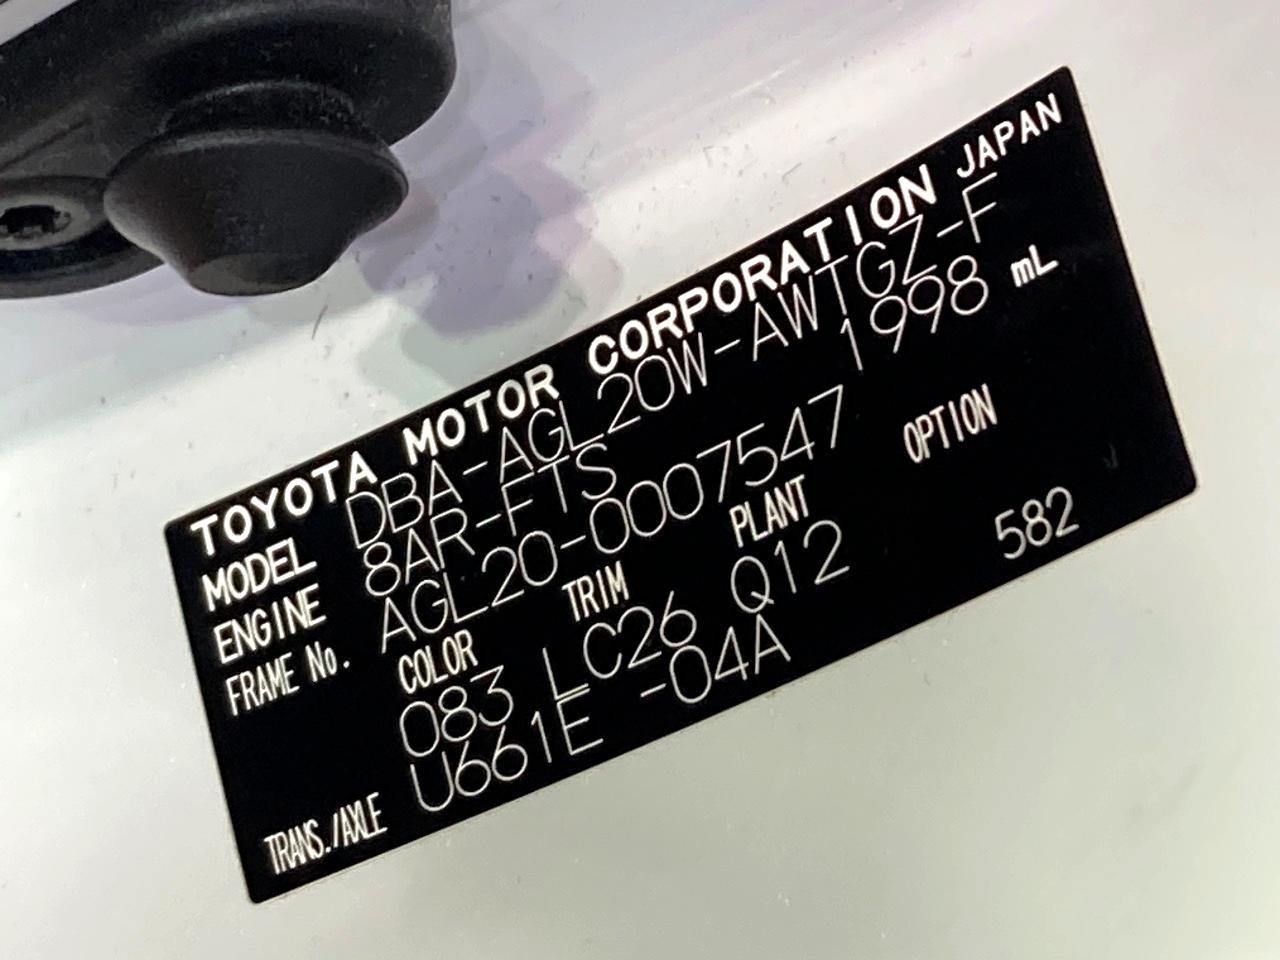 TOYOTA MOTOR CORPORATION JAPAN
MODEL DBA-AGL20W-AWTGZ-F
ENGINE 8AR-FTS 1998 mL
FRAME No. AGL20-0007547
COLOR TRIM PLANT OPTION
083 LC26 Q12 582
TRANS./AXLE U661E -04A